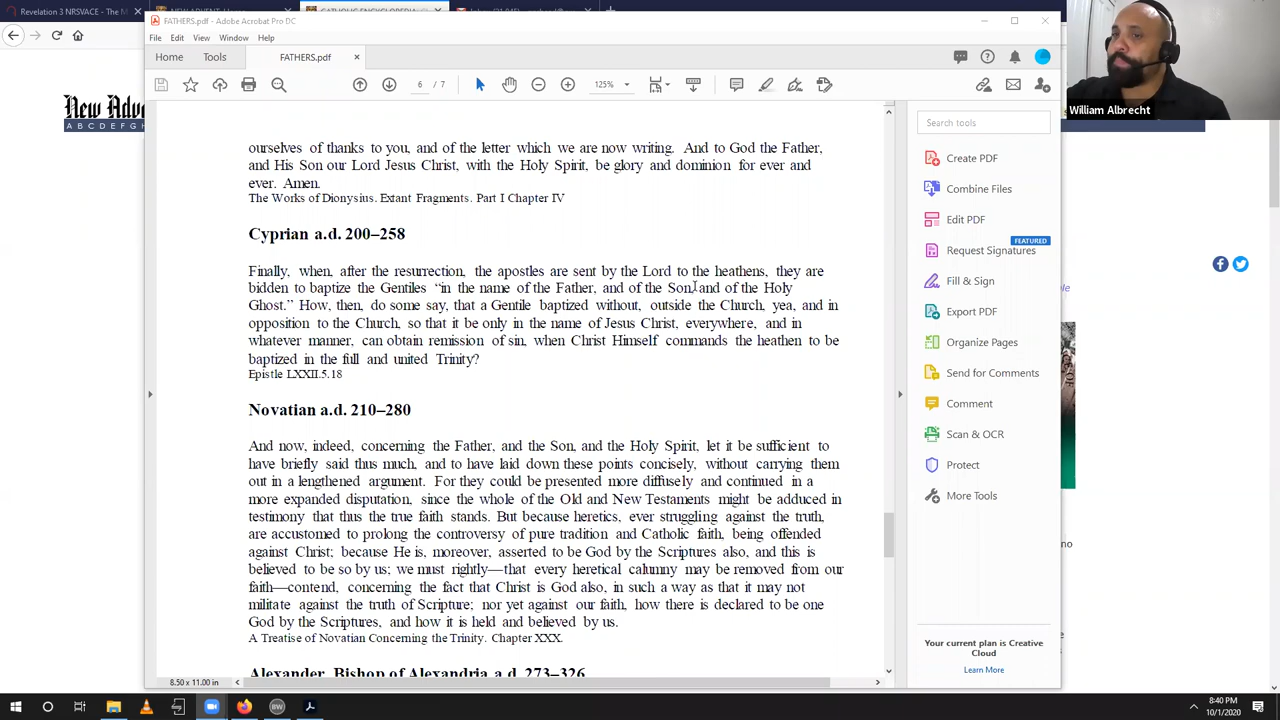 Revelation 3 NRSVACE - The N
FATHERS.pdf - Adobe Acrobat Pro DC
File Edit View Window Help
Home Tools FATHERS.pdf ×
6 / 7 125%
William Albrecht
New Adv
A B C D E F G H
Search tools
Create PDF
Combine Files
Edit PDF
FEATURED
Request Signatures
Fill & Sign
Export PDF
Organize Pages
Send for Comments
Comment
Scan & OCR
Protect
More Tools
Your current plan is Creative
Cloud
Learn More
ourselves of thanks to you, and of the letter which we are now writing. And to God the Father,
and His Son our Lord Jesus Christ, with the Holy Spirit, be glory and dominion for ever and
ever. Amen.
The Works of Dionysius. Extant Fragments. Part I Chapter IV
Cyprian a.d. 200–258
Finally, when, after the resurrection, the apostles are sent by the Lord to the heathens, they are
bidden to baptize the Gentiles “in the name of the Father, and of the Son, and of the Holy
Ghost.” How, then, do some say, that a Gentile baptized without, outside the Church, yea, and in
opposition to the Church, so that it be only in the name of Jesus Christ, everywhere, and in
whatever manner, can obtain remission of sin, when Christ Himself commands the heathen to be
baptized in the full and united Trinity?
Epistle LXXII.5.18
Novatian a.d. 210–280
And now, indeed, concerning the Father, and the Son, and the Holy Spirit, let it be sufficient to
have briefly said thus much, and to have laid down these points concisely, without carrying them
out in a lengthened argument. For they could be presented more diffusely and continued in a
more expanded disputation, since the whole of the Old and New Testaments might be adduced in
testimony that thus the true faith stands. But because heretics, ever struggling against the truth,
are accustomed to prolong the controversy of pure tradition and Catholic faith, being offended
against Christ; because He is, moreover, asserted to be God by the Scriptures also, and this is
believed to be so by us; we must rightly—that every heretical calumny may be removed from our
faith—contend, concerning the fact that Christ is God also, in such a way as that it may not
militate against the truth of Scripture; nor yet against our faith, how there is declared to be one
God by the Scriptures, and how it is held and believed by us.
A Treatise of Novatian Concerning the Trinity. Chapter XXX.
Alexander, Bishop of Alexandria a.d. 273–326
8.50 x 11.00 in
8:40 PM
10/1/2020